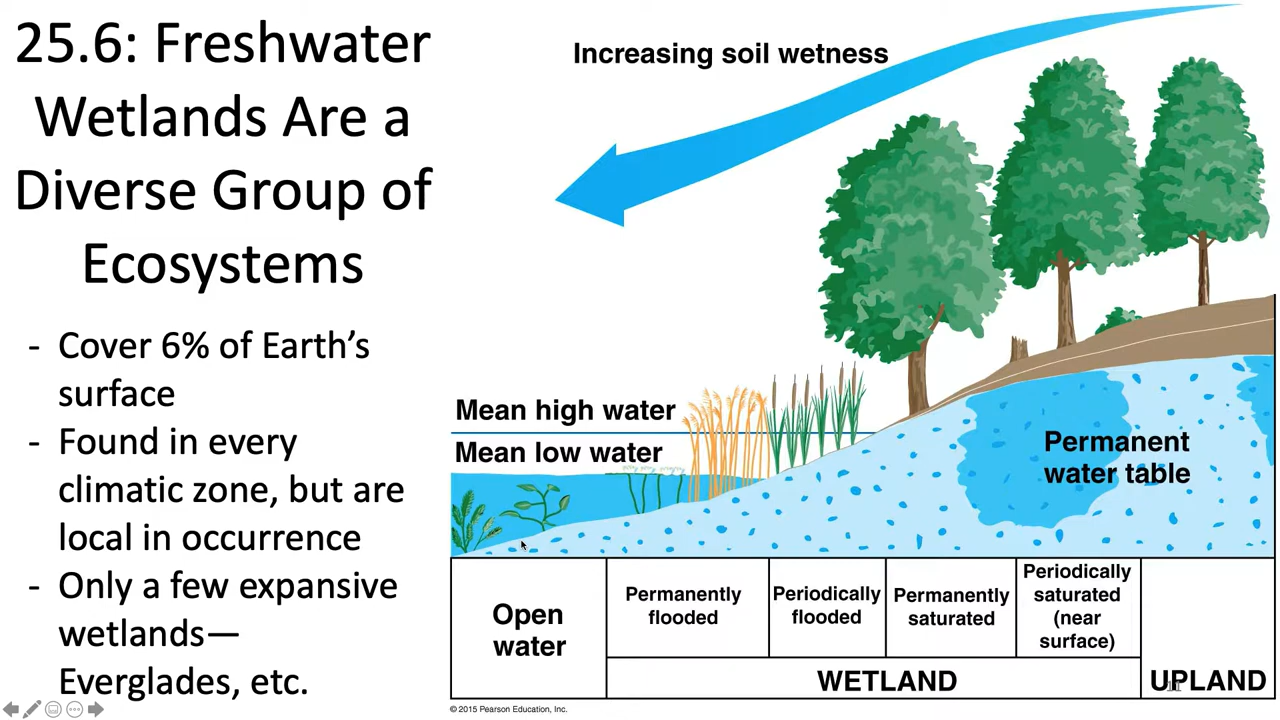 25.6: Freshwater
Wetlands Are a
Diverse Group of
Ecosystems
- Cover 6% of Earth’s
surface
- Found in every
climatic zone, but are
local in occurrence
- Only a few expansive
wetlands—
Everglades, etc.
Increasing soil wetness
Mean high water
Mean low water
Permanent
water table
Open
water
Permanently
flooded
Periodically
flooded
Permanently
saturated
Periodically
saturated
(near
surface)
WETLAND
UPLAND
11
© 2015 Pearson Education, Inc.